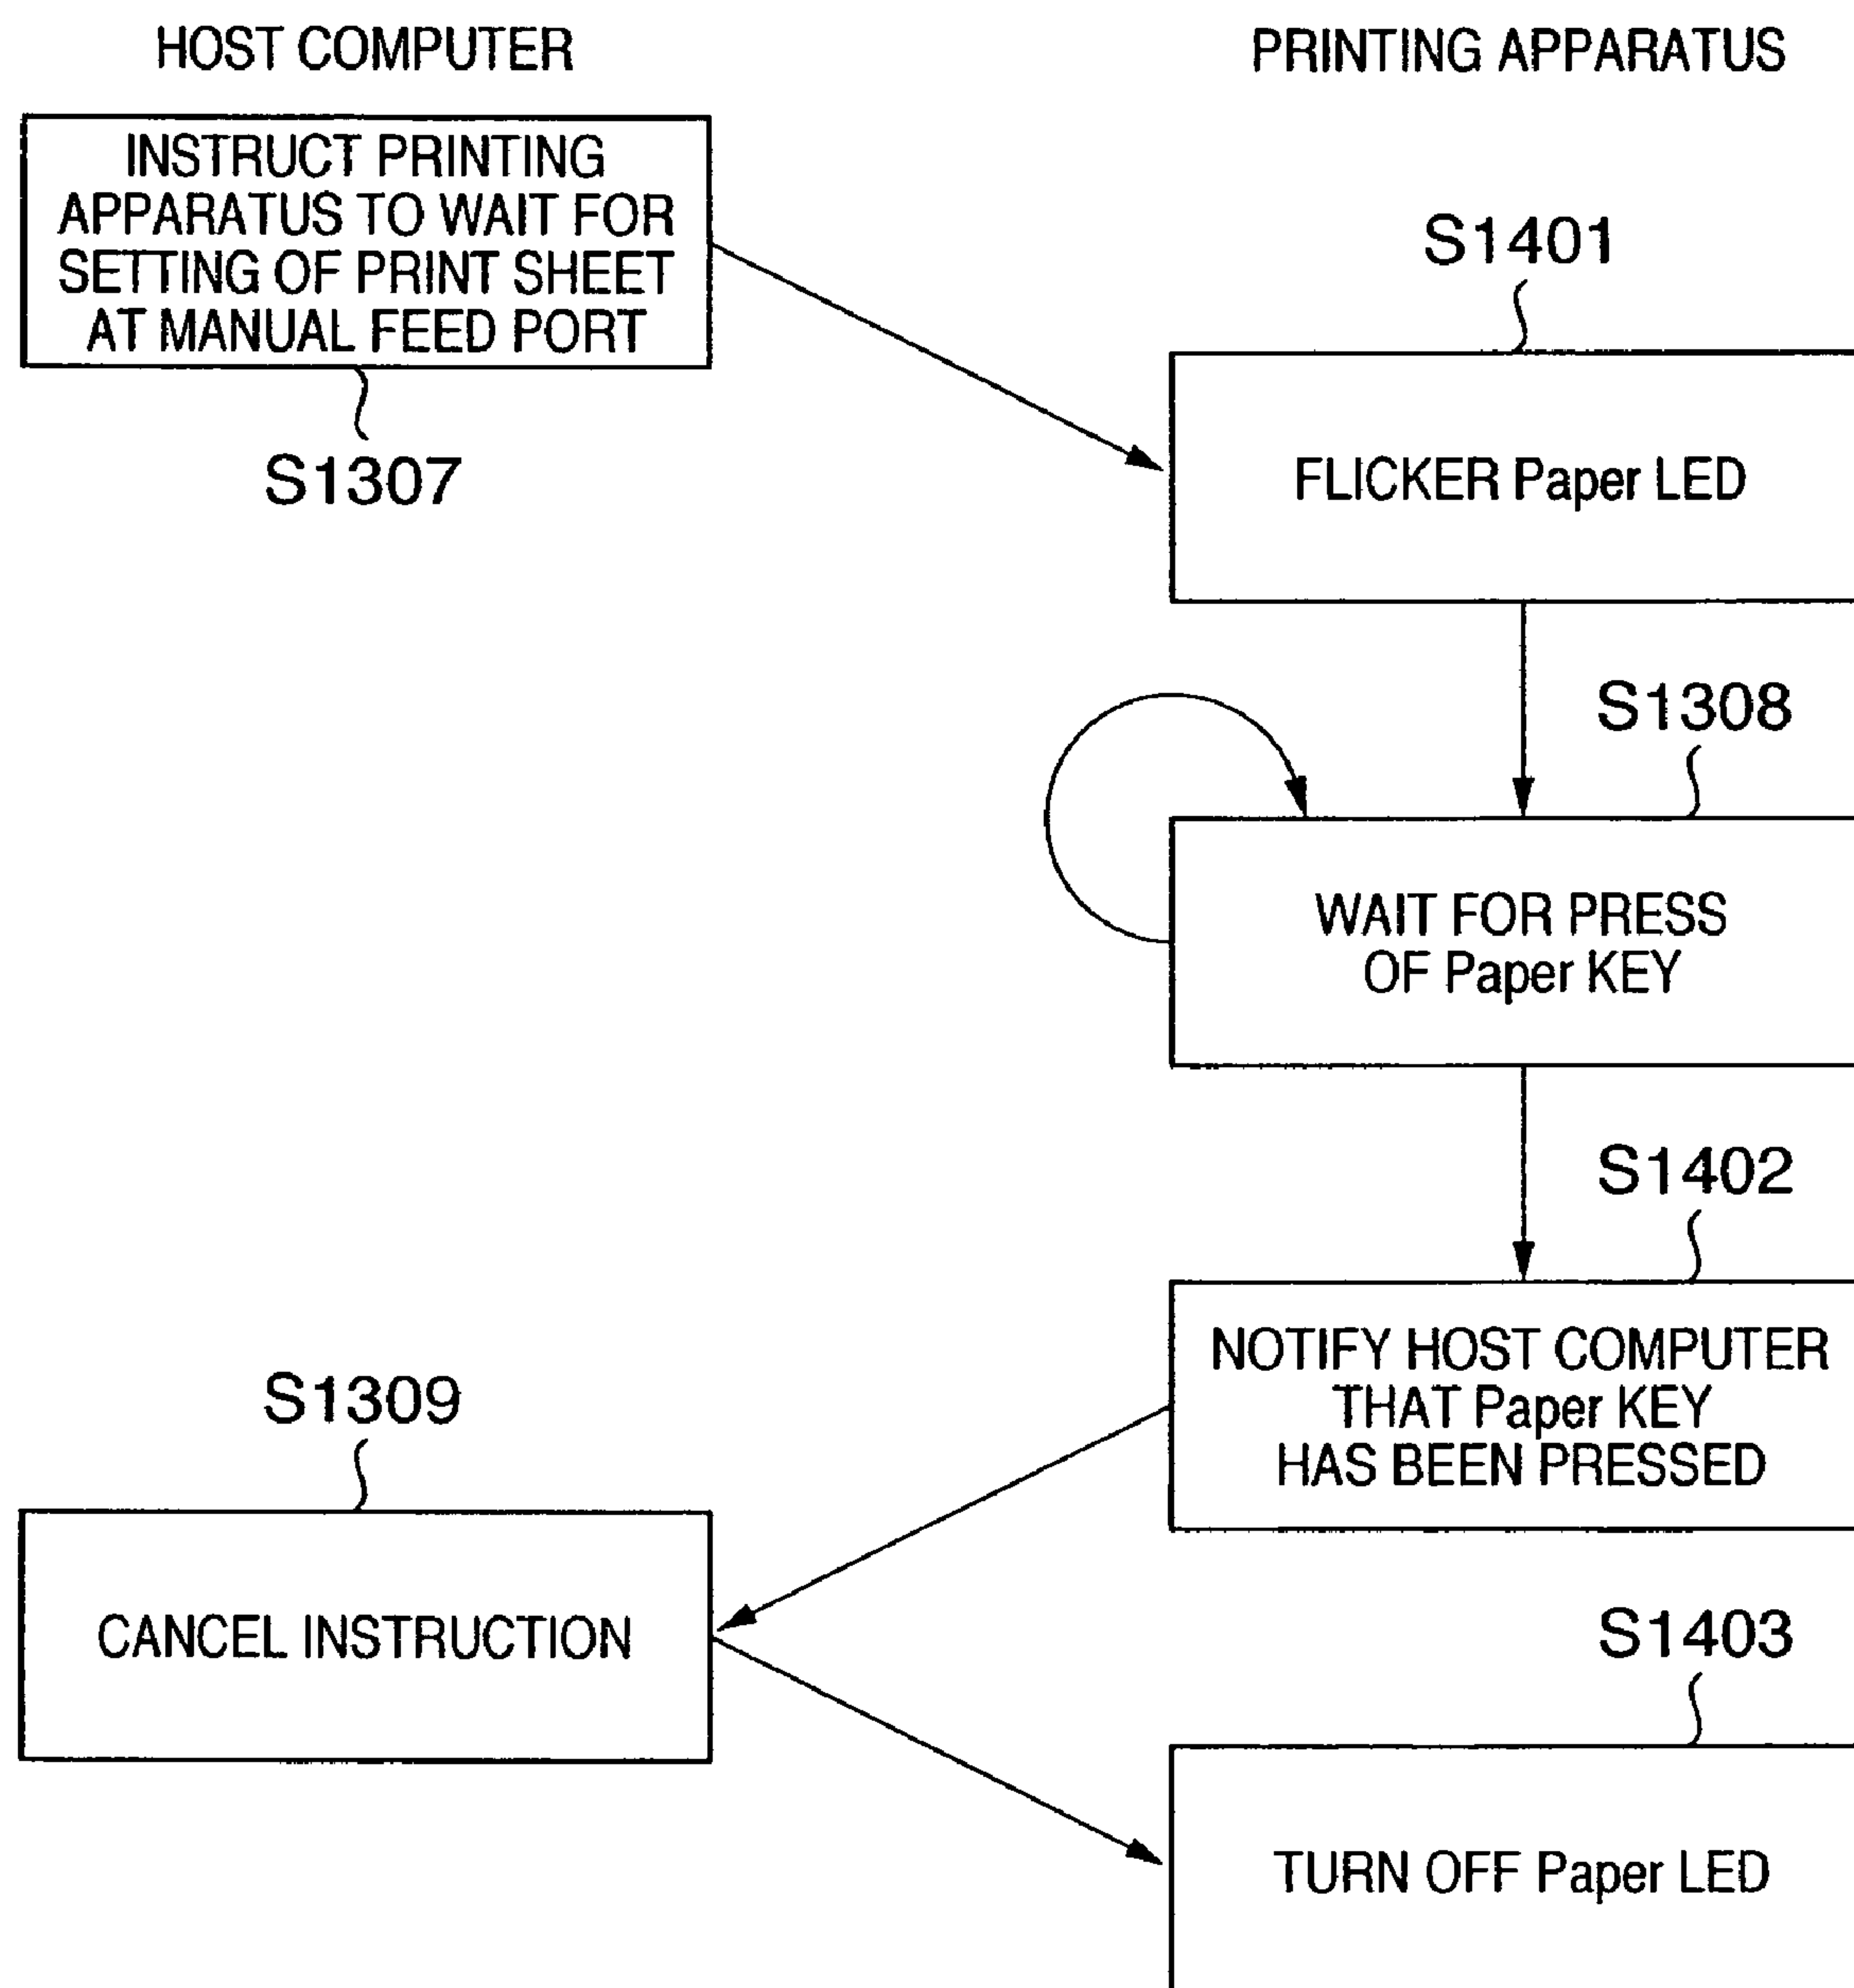 HOST COMPUTER
PRINTING APPARATUS
INSTRUCT PRINTING
APPARATUS TO WAIT FOR
SETTING OF PRINT SHEET
AT MANUAL FEED PORT
S1307
S1401
FLICKER Paper LED
S1308
WAIT FOR PRESS
OF Paper KEY
S1402
NOTIFY HOST COMPUTER
THAT Paper KEY
HAS BEEN PRESSED
S1309
CANCEL INSTRUCTION
S1403
TURN OFF Paper LED